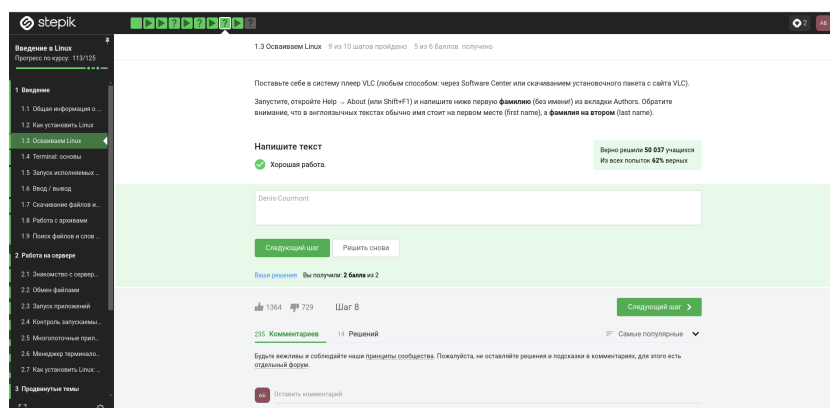 stepik
2
АБ
Введение в Linux
Прогресс по курсу: 113/125
1 Введение
1.1 Общая информация о ...
1.2 Как установить Linux
1.3 Осваиваем Linux
1.4 Terminal: основы
1.5 Запуск исполняемых ...
1.6 Ввод / вывод
1.7 Скачивание файлов и...
1.8 Работа с архивами
1.9 Поиск файлов и слов ...
2 Работа на сервере
2.1 Знакомство с сервер...
2.2 Обмен файлами
2.3 Запуск приложений
2.4 Контроль запускаемы...
2.5 Многопоточные прил...
2.6 Менеджер терминало...
2.7 Как установить Linux: ...
3 Продвинутые темы
1.3 Осваиваем Linux 9 из 10 шагов пройдено 5 из 6 баллов получено
Поставьте себе в систему плеер VLC (любым способом: через Software Center или скачиванием установочного пакета с сайта VLC).
Запустите, откройте Help → About (или Shift+F1) и напишите ниже первую фамилию (без имени!) из вкладки Authors. Обратите
внимание, что в англоязычных текстах обычно имя стоит на первом месте (first name), а фамилия на втором (last name).
Напишите текст
Хорошая работа.
Верно решили 50 037 учащихся
Из всех попыток 62% верных
Denis-Courmont
Следующий шаг Решить снова
Ваши решения Вы получили: 2 балла из 2
1364 729 Шаг 8 Следующий шаг
235 Комментариев 14 Решений Самые популярные
Будьте вежливы и соблюдайте наши принципы сообщества. Пожалуйста, не оставляйте решения и подсказки в комментариях, для этого есть
отдельный форум.
АБ Оставить комментарий